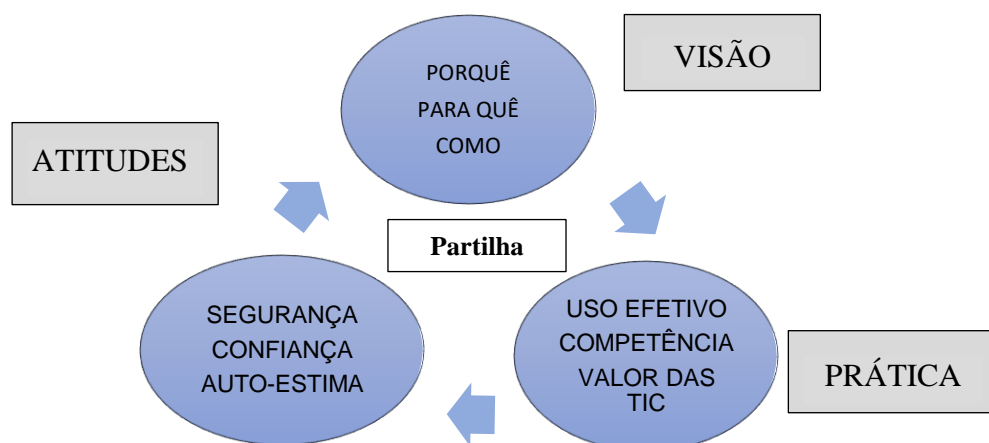 PORQUÊ
PARA QUÊ
COMO
VISÃO
ATITUDES
Partilha
SEGURANÇA
CONFIANÇA
AUTO-ESTIMA
USO EFETIVO
COMPETÊNCIA
VALOR DAS
TIC
PRÁTICA